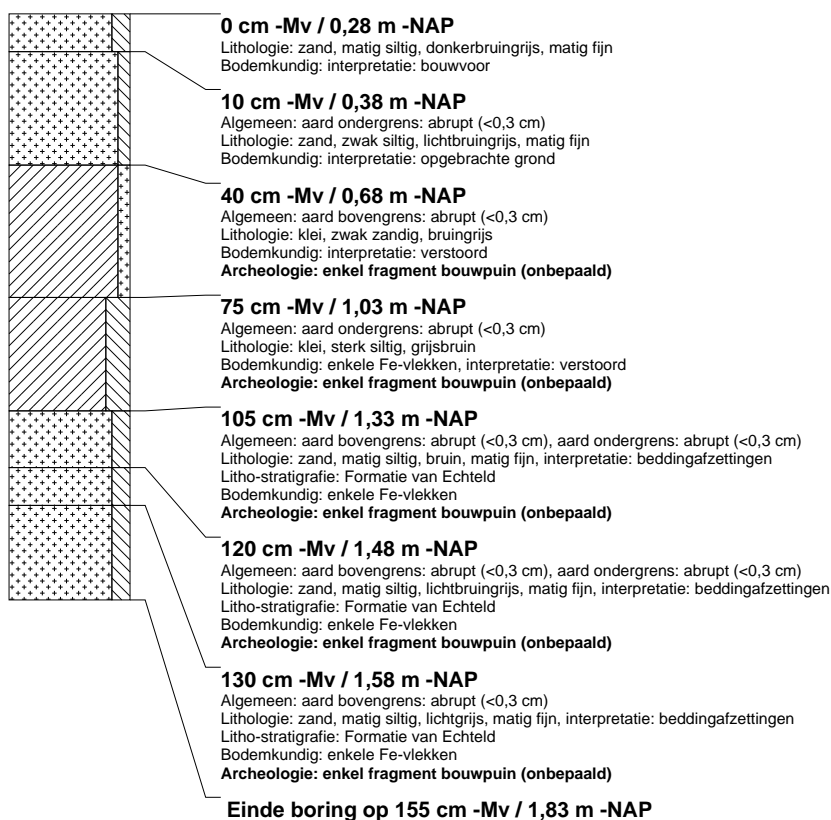 0 cm -Mv / 0,28 m -NAP
Lithologie: zand, matig siltig, donkerbruingrijs, matig fijn
Bodemkundig: interpretatie: bouwvoor
10 cm -Mv / 0,38 m -NAP
Algemeen: aard ondergrens: abrupt (<0,3 cm)
Lithologie: zand, zwak siltig, lichtbruingrijs, matig fijn
Bodemkundig: interpretatie: opgebrachte grond
40 cm -Mv / 0,68 m -NAP
Algemeen: aard bovengrens: abrupt (<0,3 cm)
Lithologie: klei, zwak zandig, bruingrijs
Bodemkundig: interpretatie: verstoord
Archeologie: enkel fragment bouwpuin (onbepaald)
75 cm -Mv / 1,03 m -NAP
Algemeen: aard ondergrens: abrupt (<0,3 cm)
Lithologie: klei, sterk siltig, grijsbruin
Bodemkundig: enkele Fe-vlekken, interpretatie: verstoord
Archeologie: enkel fragment bouwpuin (onbepaald)
105 cm -Mv / 1,33 m -NAP
Algemeen: aard bovengrens: abrupt (<0,3 cm), aard ondergrens: abrupt (<0,3 cm)
Lithologie: zand, matig siltig, bruin, matig fijn, interpretatie: beddingafzettingen
Litho-stratigrafie: Formatie van Echteld
Bodemkundig: enkele Fe-vlekken
Archeologie: enkel fragment bouwpuin (onbepaald)
120 cm -Mv / 1,48 m -NAP
Algemeen: aard bovengrens: abrupt (<0,3 cm), aard ondergrens: abrupt (<0,3 cm)
Lithologie: zand, matig siltig, lichtbruingrijs, matig fijn, interpretatie: beddingafzettingen
Litho-stratigrafie: Formatie van Echteld
Bodemkundig: enkele Fe-vlekken
Archeologie: enkel fragment bouwpuin (onbepaald)
130 cm -Mv / 1,58 m -NAP
Algemeen: aard bovengrens: abrupt (<0,3 cm)
Lithologie: zand, matig siltig, lichtgrijs, matig fijn, interpretatie: beddingafzettingen
Litho-stratigrafie: Formatie van Echteld
Bodemkundig: enkele Fe-vlekken
Archeologie: enkel fragment bouwpuin (onbepaald)
Einde boring op 155 cm -Mv / 1,83 m -NAP